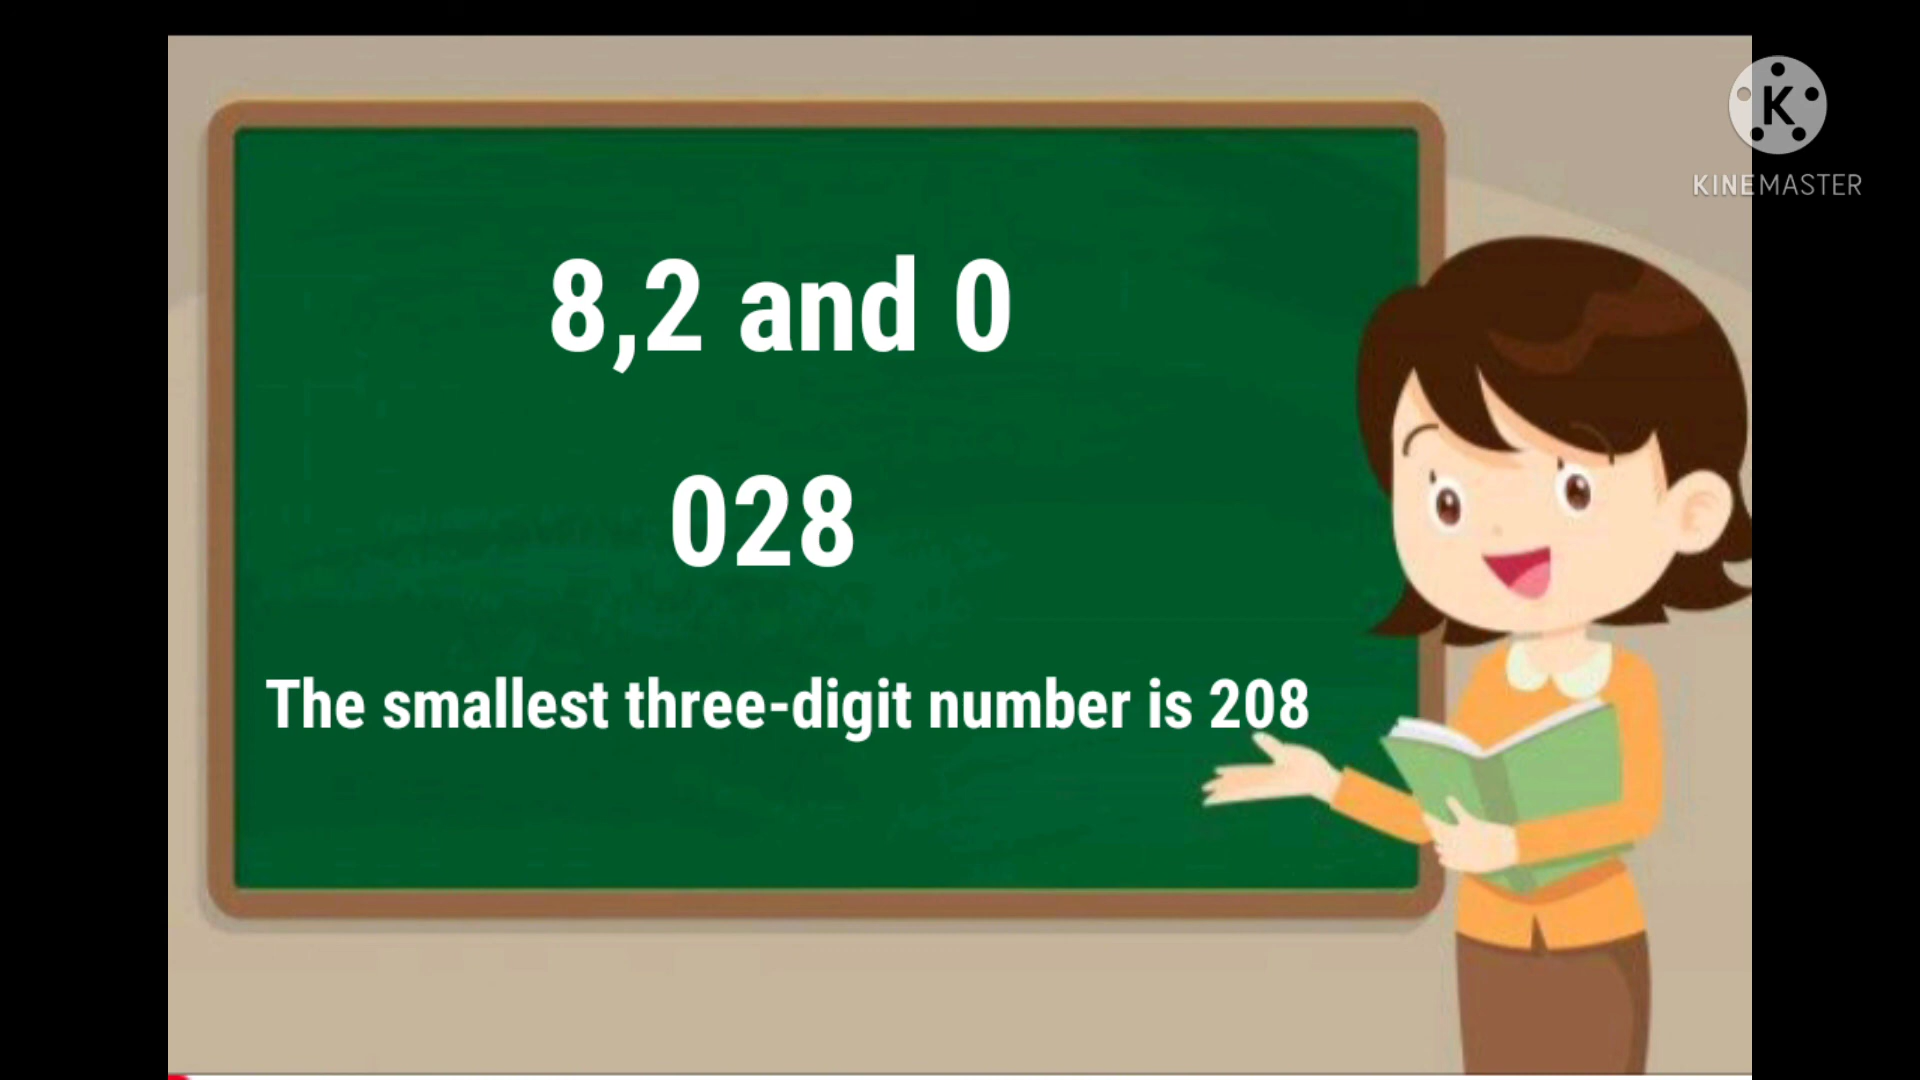 K
KINEMASTER
8,2 and 0
028
The smallest three-digit number is 208